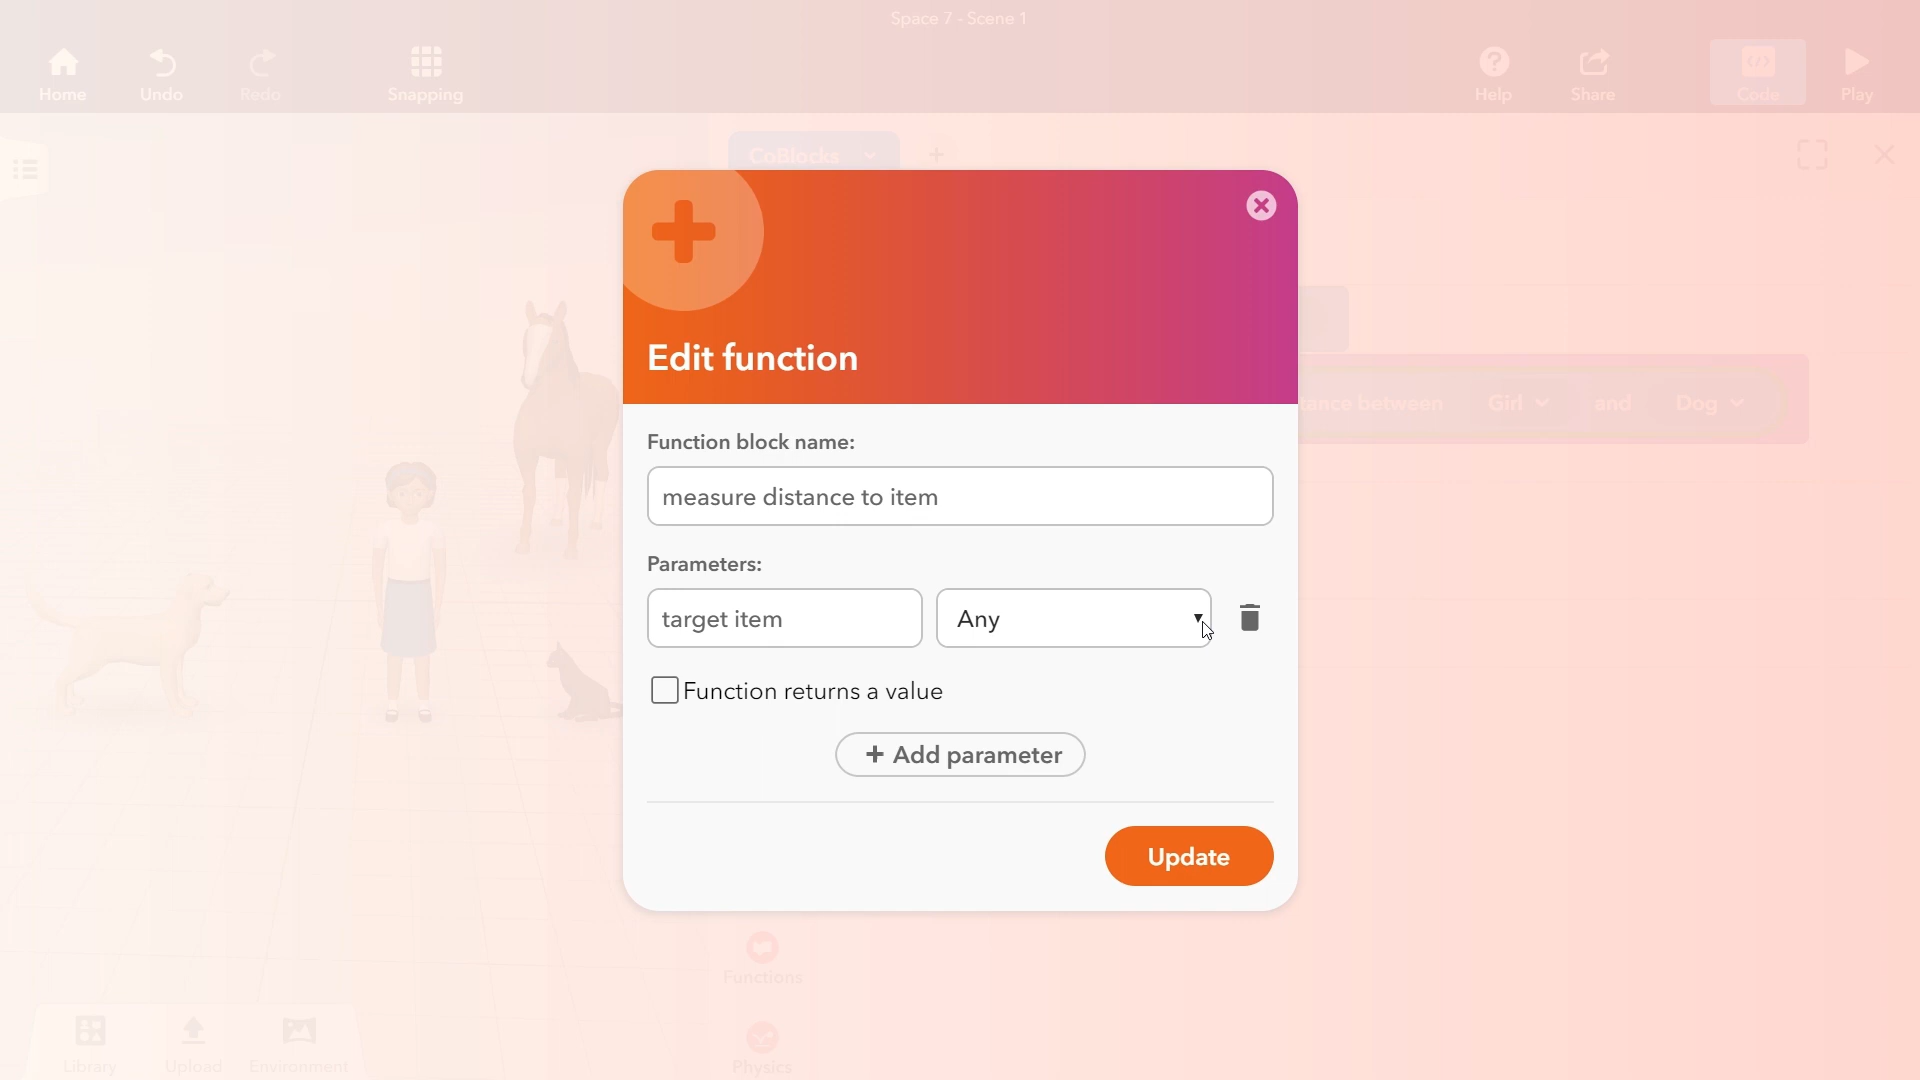 Space 7 - Scene 1
Home
Undo
Redo
Snapping
Help
Share
Code
Play
CoBlocks
Edit function
Function block name:
measure distance to item
Parameters:
target item
Any
Function returns a value
+ Add parameter
Update
between Girl and Dog
Functions
Physics
Library
Upload
Environment